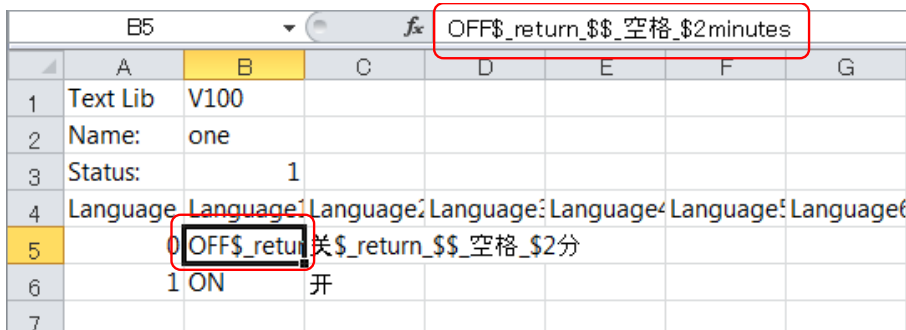 B5 fx OFF$_return_$$_空格_$2minutes
A B C D E F G
1 Text Lib V100
2 Name: one
3 Status: 1
4 Language Language1 Language2 Language3 Language4 Language5 Language6
5 0 OFF$_retur 关$_return_$$_空格_$2分
6 1 ON 开
7